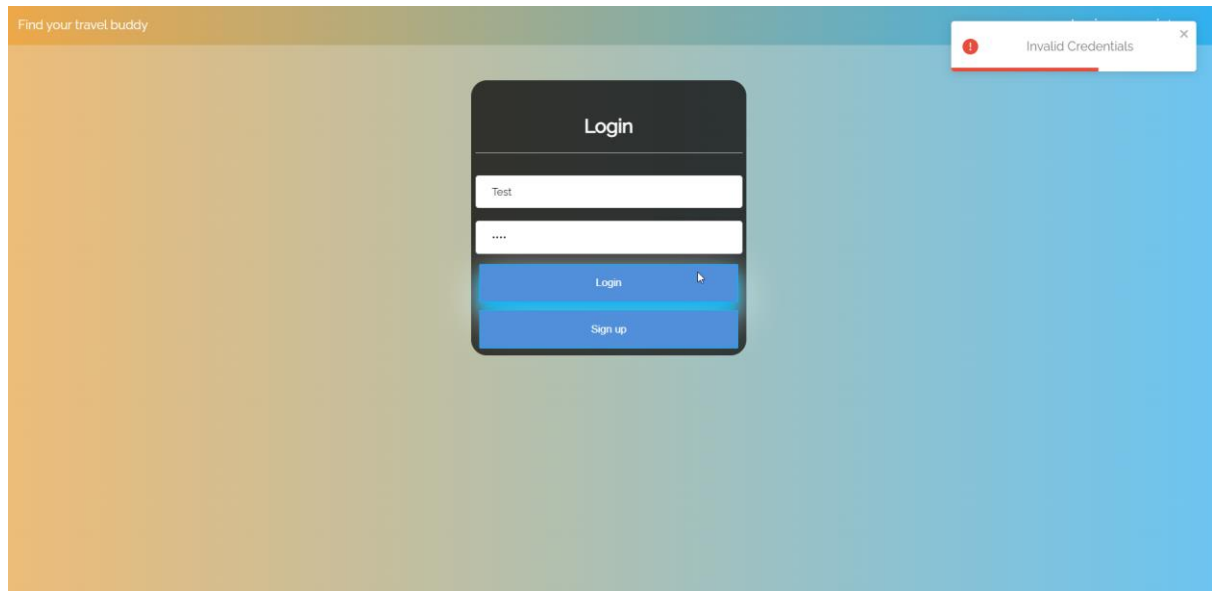 Find your travel buddy
Invalid Credentials
Login
Test
....
Login
Sign up